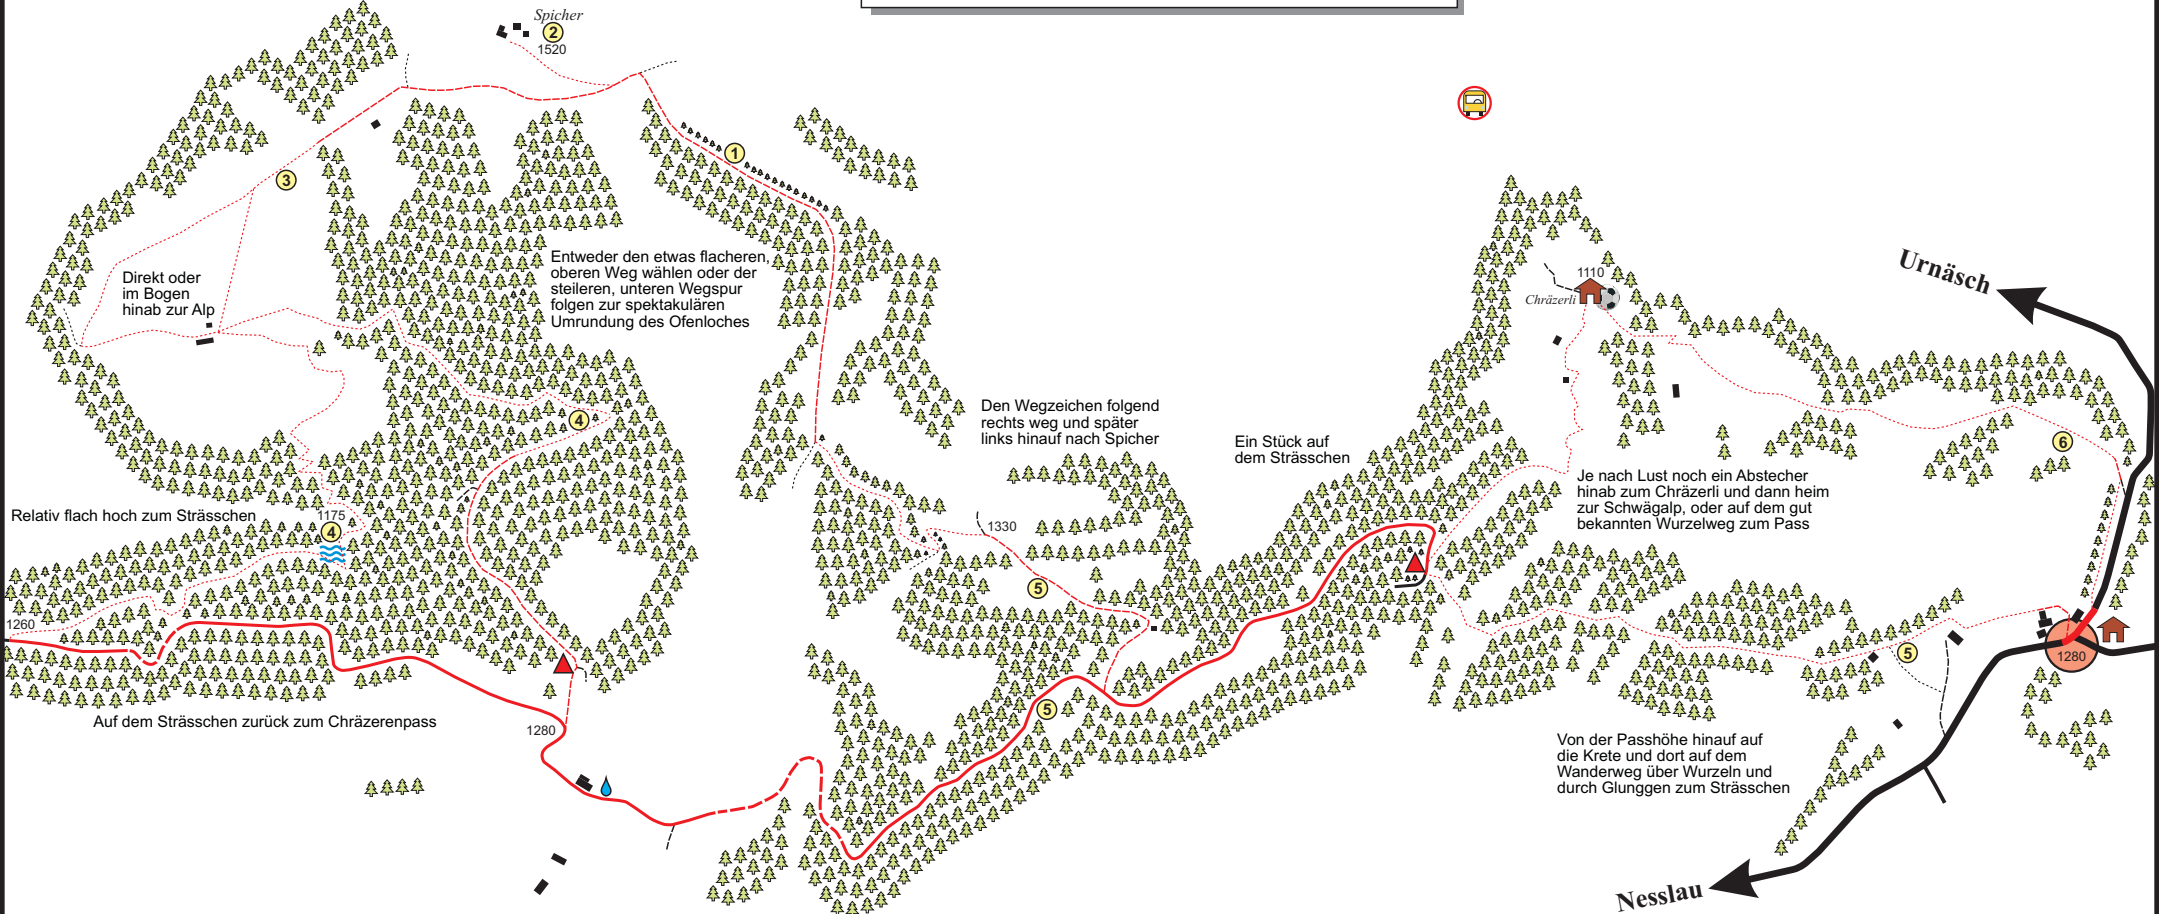 Spicher
2
1520
1
3
Direkt oder
im Bogen
hinab zur Alp
Entweder den etwas flacheren,
oberen Weg wählen oder der
steileren, unteren Wegspur
folgen zur spektakulären
Umrundung des Ofenloches
1110
Chräzerli
Urnäsch
4
Den Wegzeichen folgend
rechts weg und später
links hinauf nach Spicher
Ein Stück auf
dem Strässchen
6
Je nach Lust noch ein Abstecher
hinab zum Chräzerli und dann heim
zur Schwägalp, oder auf dem gut
bekannten Wurzelweg zum Pass
Relativ flach hoch zum Strässchen
1175
4
1330
5
1260
5
1280
5
Auf dem Strässchen zurück zum Chräzerenpass
1280
Von der Passhöhe hinauf auf
die Krete und dort auf dem
Wanderweg über Wurzeln und
durch Glunggen zum Strässchen
Nesslau